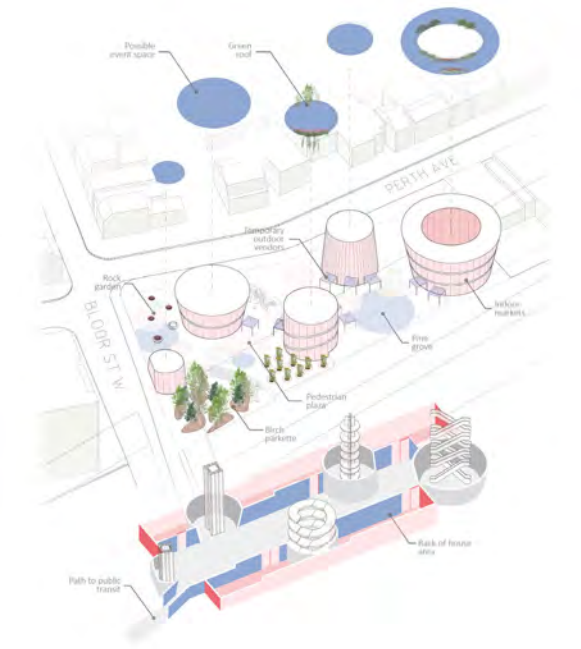 Possible
event space
Green
roof
PERTH AVE
Temporary
outdoor
vendors
Rock
garden
Indoor
markets
BLOOR ST W
Pine
grove
Pedestrian
plaza
Birch
parkette
Back of house
area
Path to public
transit